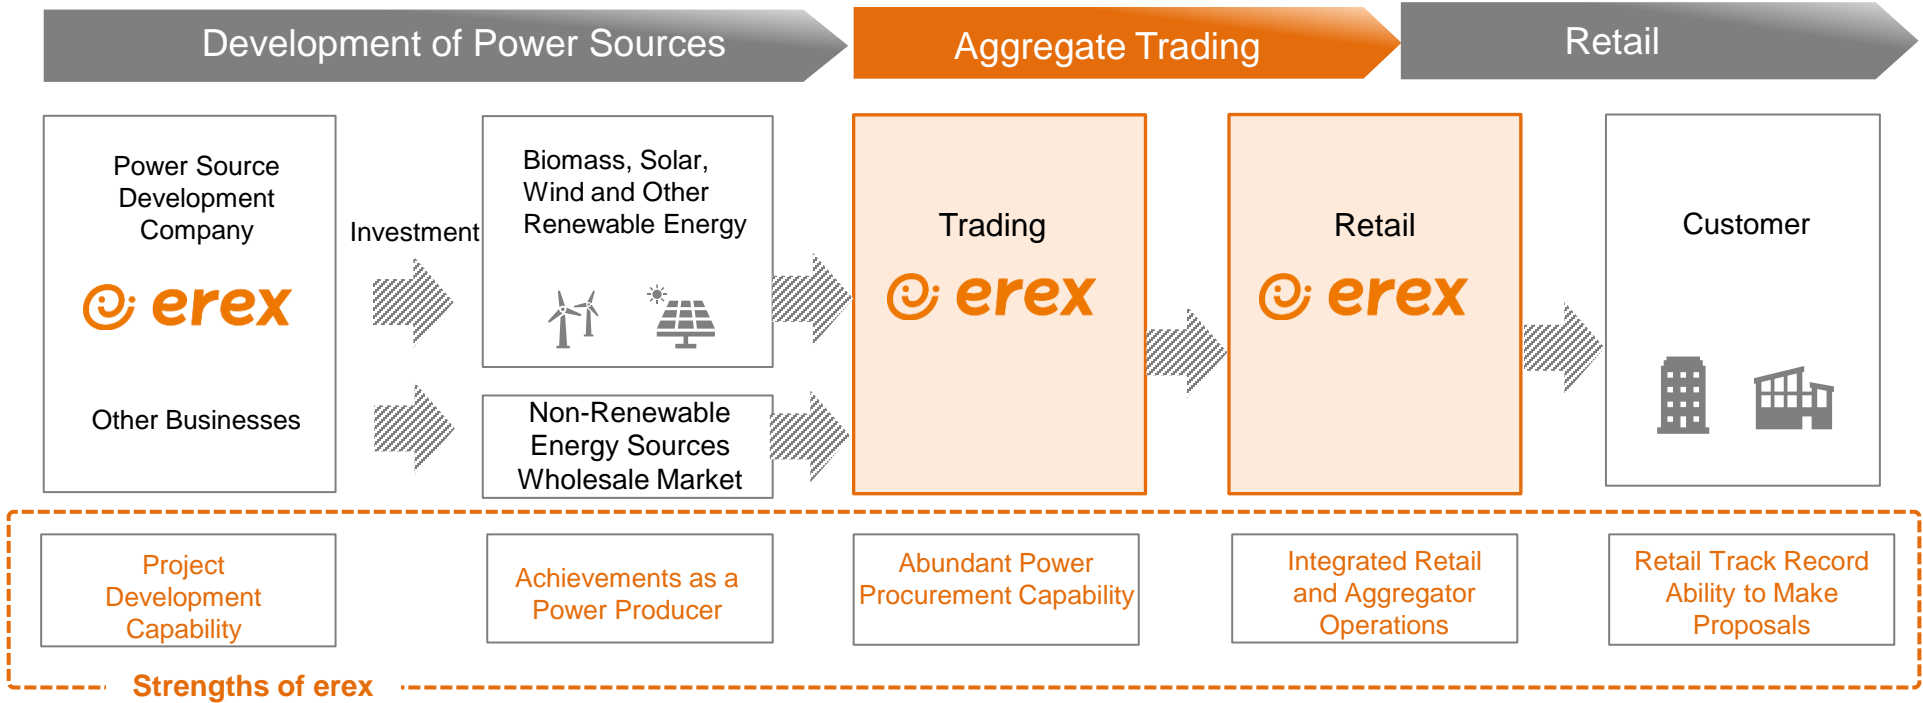 Development of Power Sources
Aggregate Trading
Retail
Power Source
Development
Company
erex
Other Businesses
Investment
Biomass, Solar,
Wind and Other
Renewable Energy
Non-Renewable
Energy Sources
Wholesale Market
Trading
erex
Retail
erex
Customer
Project
Development
Capability
Achievements as a
Power Producer
Abundant Power
Procurement Capability
Integrated Retail
and Aggregator
Operations
Retail Track Record
Ability to Make
Proposals
Strengths of erex